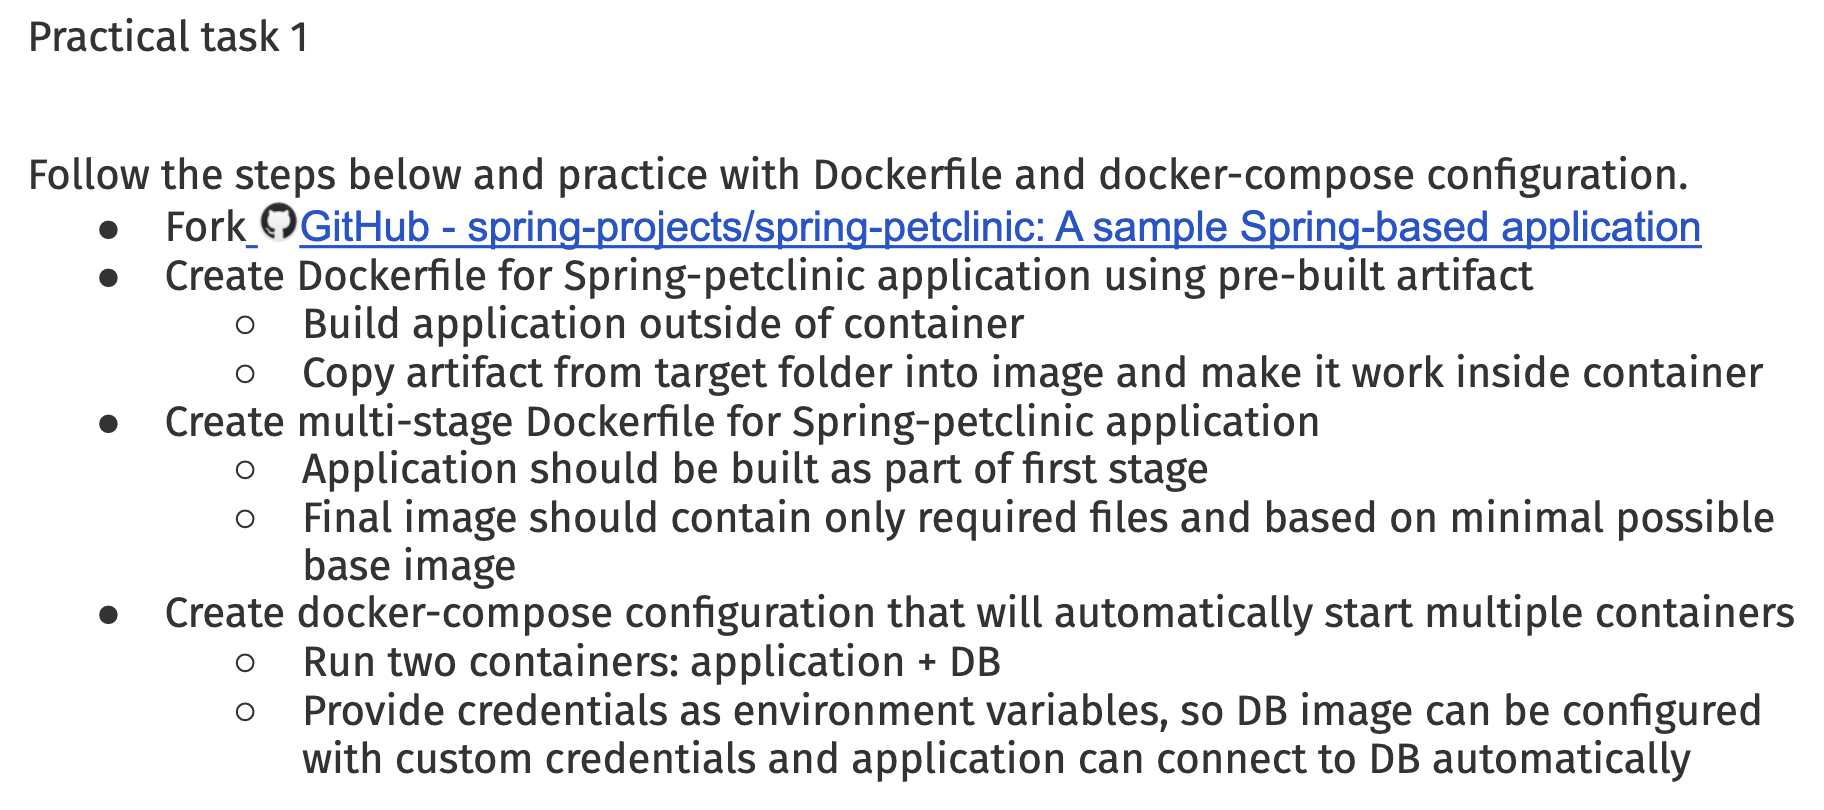 Practical task 1
Follow the steps below and practice with Dockerfile and docker-compose configuration.
● Fork GitHub - spring-projects/spring-petclinic: A sample Spring-based application
● Create Dockerfile for Spring-petclinic application using pre-built artifact
○ Build application outside of container
○ Copy artifact from target folder into image and make it work inside container
● Create multi-stage Dockerfile for Spring-petclinic application
○ Application should be built as part of first stage
○ Final image should contain only required files and based on minimal possible
base image
● Create docker-compose configuration that will automatically start multiple containers
○ Run two containers: application + DB
○ Provide credentials as environment variables, so DB image can be configured
with custom credentials and application can connect to DB automatically